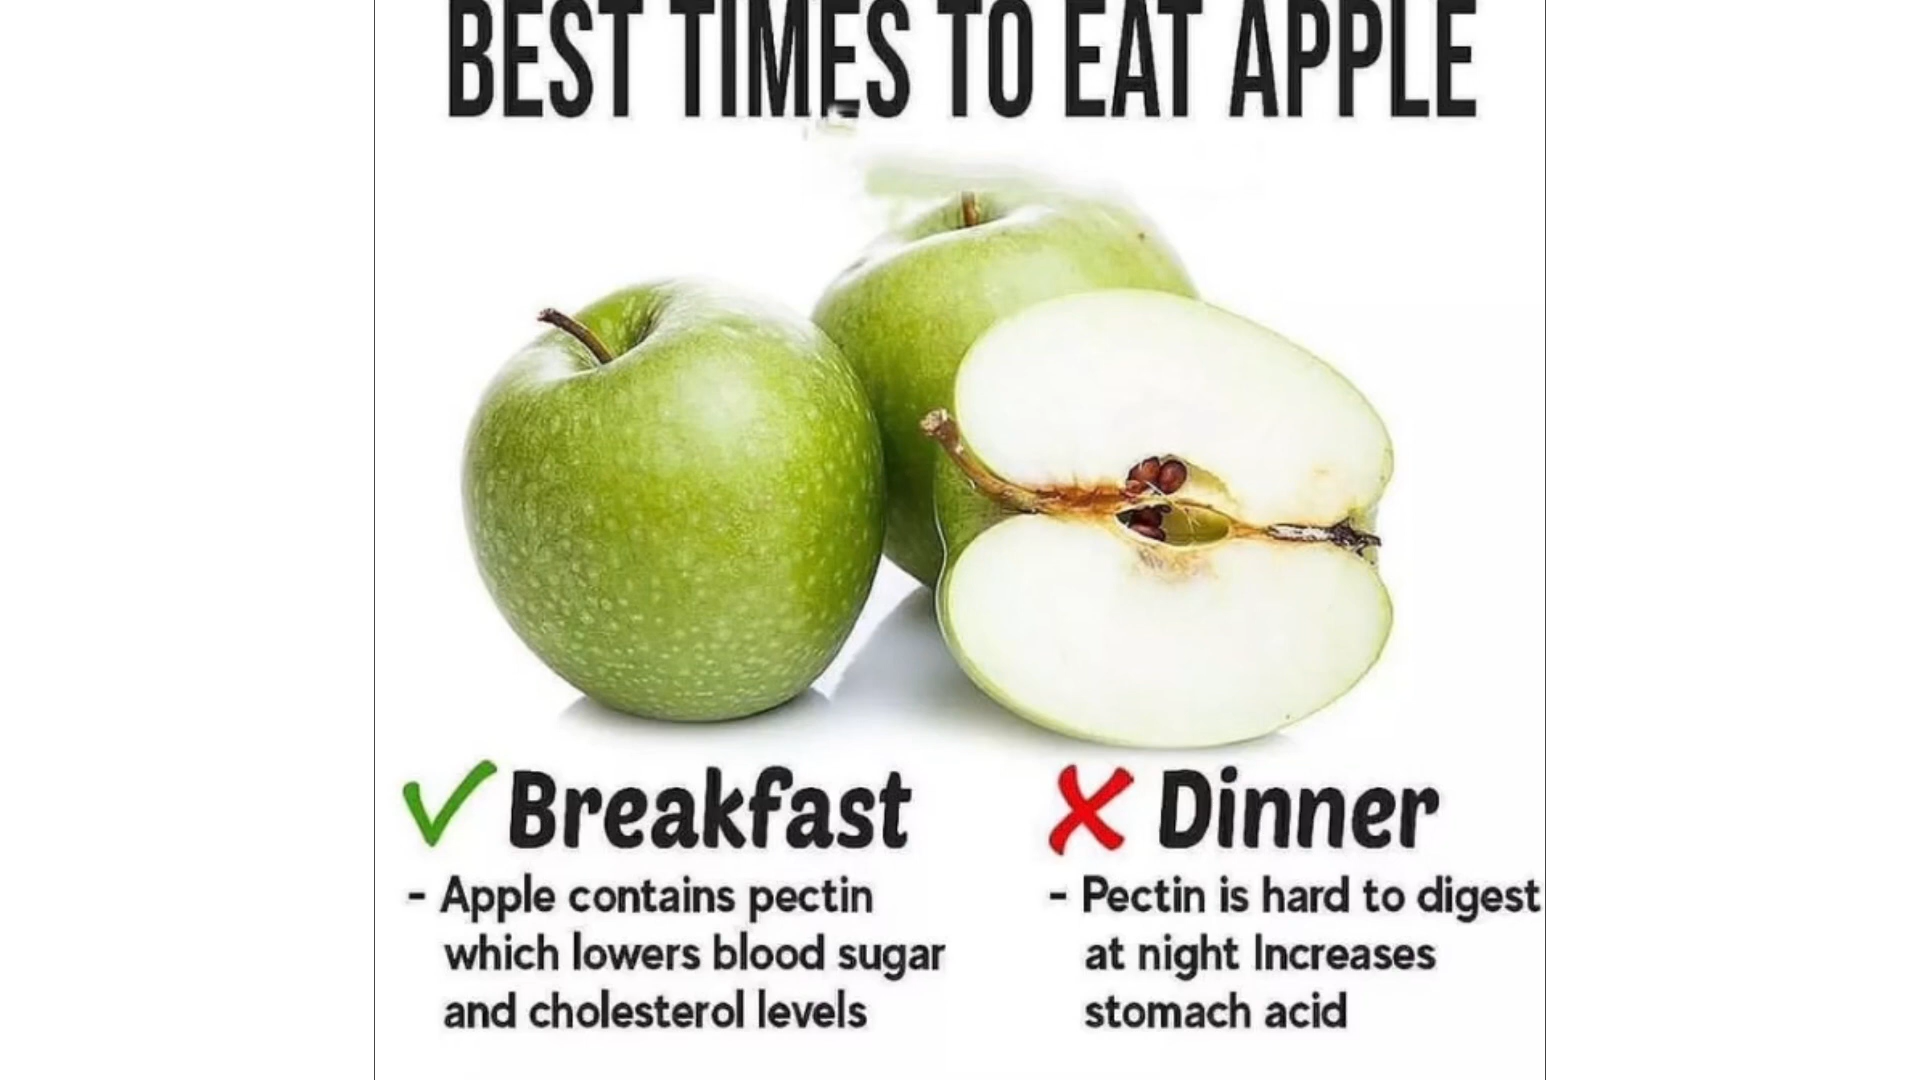 BEST TIMES TO EAT APPLE
Breakfast
- Apple contains pectin
which lowers blood sugar
and cholesterol levels
Dinner
- Pectin is hard to digest
at night Increases
stomach acid